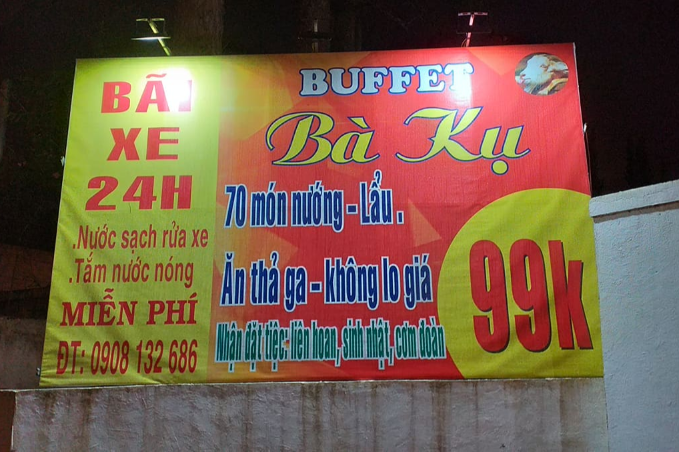 BÃI
XE
24H
.Nước sạch rửa xe
.Tắm nước nóng
MIỄN PHÍ
ĐT: 0908 132 686
BUFFET
Bà Kụ
70 món nướng - Lẩu .
Ăn thả ga - không lo giá
Nhận đặt tiệc: liên hoan, sinh nhật, cơm đoàn
99k